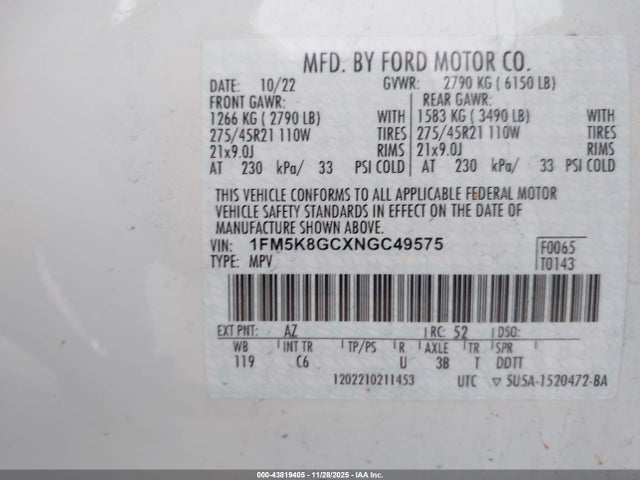 MFD. BY FORD MOTOR CO.
DATE: 10/22 GVWR: 2790 KG ( 6150 LB)
FRONT GAWR: REAR GAWR:
1266 KG ( 2790 LB) WITH 1583 KG ( 3490 LB) WITH
275/45R21 110W TIRES 275/45R21 110W TIRES
21x9.0J RIMS 21x9.0J RIMS
AT 230 kPa/ 33 PSI COLD AT 230 kPa/ 33 PSI COLD
THIS VEHICLE CONFORMS TO ALL APPLICABLE FEDERAL MOTOR
VEHICLE SAFETY STANDARDS IN EFFECT ON THE DATE OF
MANUFACTURE SHOWN ABOVE.
VIN: 1FM5K8GCXNGC49575 F0065
TYPE: MPV T0143
EXT PNT: AZ RC: 52 DSO:
WB INT TR TP/PS R AXLE TR SPR
119 C6 U 3B T DDTT
1202210211453 UTC ▽ 5U5A-1520472-BA
000-43819405 - 11/28/2025 - IAAI.COM